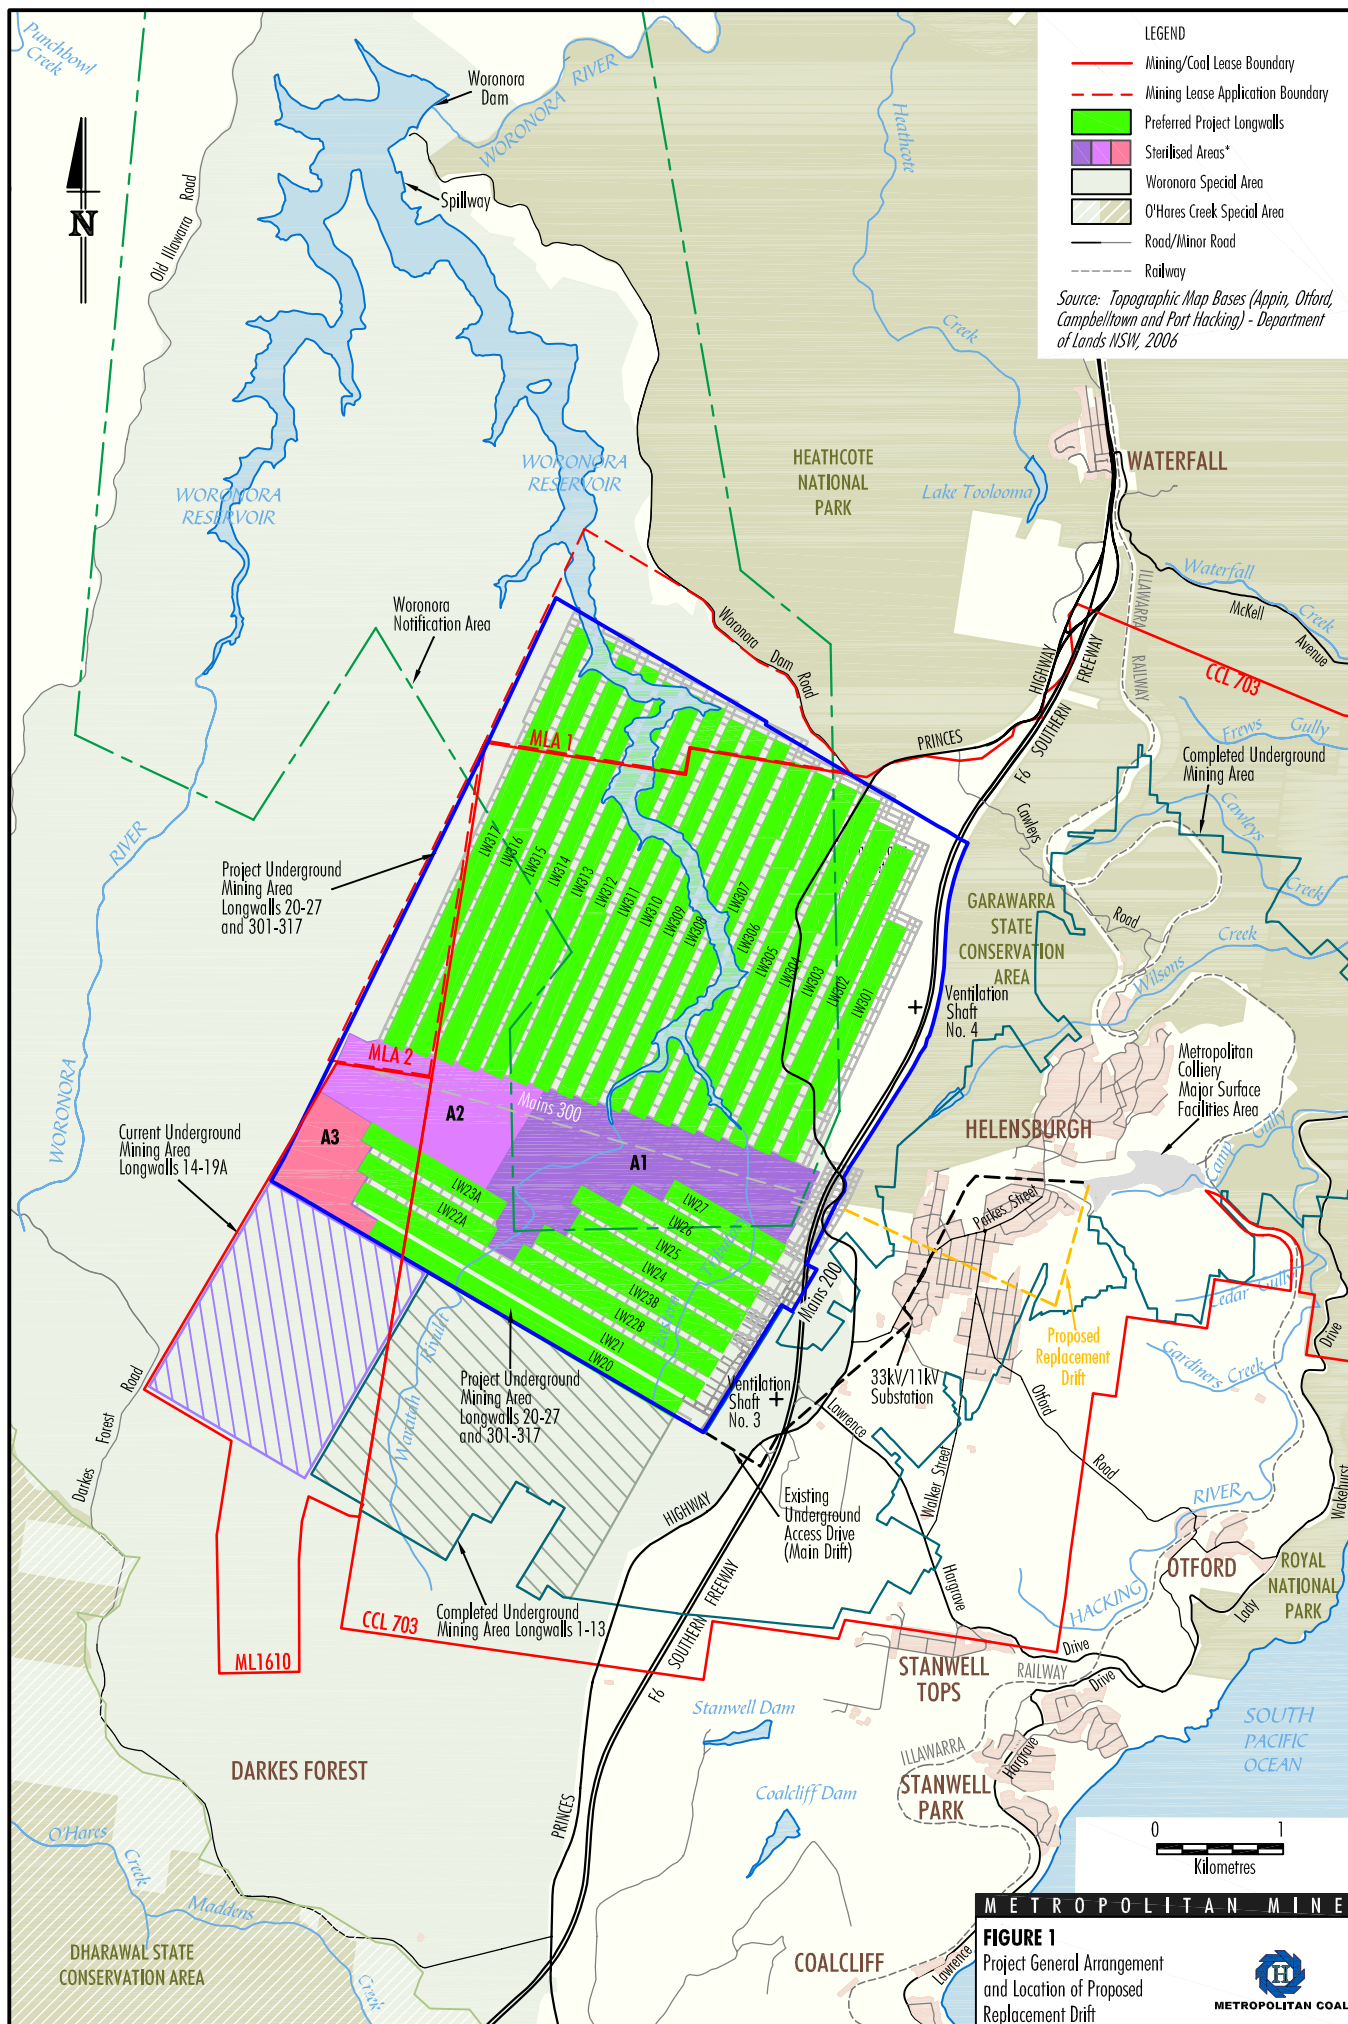 Punchbowl
Creek
Woronora
Dam
WORONORA RIVER
Heathcote
Spillway
Old Illawarra Road
N
LEGEND
Mining/Coal Lease Boundary
Mining Lease Application Boundary
Preferred Project Longwalls
Sterilised Areas*
Woronora Special Area
O'Hares Creek Special Area
Road/Minor Road
Railway
Source: Topographic Map Bases (Appin, Otford,
Campbelltown and Port Hacking) - Department
of Lands NSW, 2006
Creek
WORONORA
RESERVOIR
WORONORA
RESERVOIR
HEATHCOTE
NATIONAL
PARK
Lake Toolooma
WATERFALL
Waterfall
Creek
McKell
Avenue
ILLAWARRA
RAILWAY
Woronora
Notification Area
Woronora Dam Road
HIGHWAY
FREEWAY
CCL 703
PRINCES
F6 SOUTHERN
Frews Gully
Completed Underground
Mining Area
MLA 1
Cawleys
Road
Cawleys
Creek
RIVER
Project Underground
Mining Area
Longwalls 20-27
and 301-317
LW317
LW316
LW315
LW314
LW313
LW312
LW311
LW310
LW309
LW308
LW307
LW306
LW305
LW304
LW303
LW302
LW301
GARAWARRA
STATE
CONSERVATION
AREA
Wilsons
Creek
Ventilation
Shaft
No. 4
WORONORA
MLA 2
Metropolitan
Colliery
Major Surface
Facilities Area
Mains 300
A2
A3
A1
HELENSBURGH
Camp
Gully
Current Underground
Mining Area
Longwalls 14-19A
LW23A
LW22A
LW27
LW26
LW25
LW24
LW23B
LW22B
LW21
LW20
Parkes Street
Mains 200
Cedar Gully
Proposed
Replacement
Drift
Gardiners Creek
Drive
Waratah
Rivulet
Project Underground
Mining Area
Longwalls 20-27
and 301-317
Ventilation
Shaft
No. 3
33kV/11kV
Substation
Lawrence
Otford
Road
Walker Street
Darkes
Forest
Road
HIGHWAY
Existing
Underground
Access Drive
(Main Drift)
RIVER
Wakehurst
FREEWAY
Hargrave
OTFORD
ROYAL
NATIONAL
PARK
HACKING
Lady
Completed Underground
Mining Area Longwalls 1-13
CCL 703
ML1610
F6
SOUTHERN
Drive
STANWELL
TOPS
RAILWAY
Drive
Stanwell Dam
SOUTH
PACIFIC
OCEAN
ILLAWARRA
Hargrave
DARKES FOREST
STANWELL
PARK
Coalcliff Dam
PRINCES
0 1
Kilometres
O'Hares
Creek
Maddens
Creek
DHARAWAL STATE
CONSERVATION AREA
COALCLIFF
Lawrence
METROPOLITAN MINE
FIGURE 1
Project General Arrangement
and Location of Proposed
Replacement Drift
H
METROPOLITAN COAL